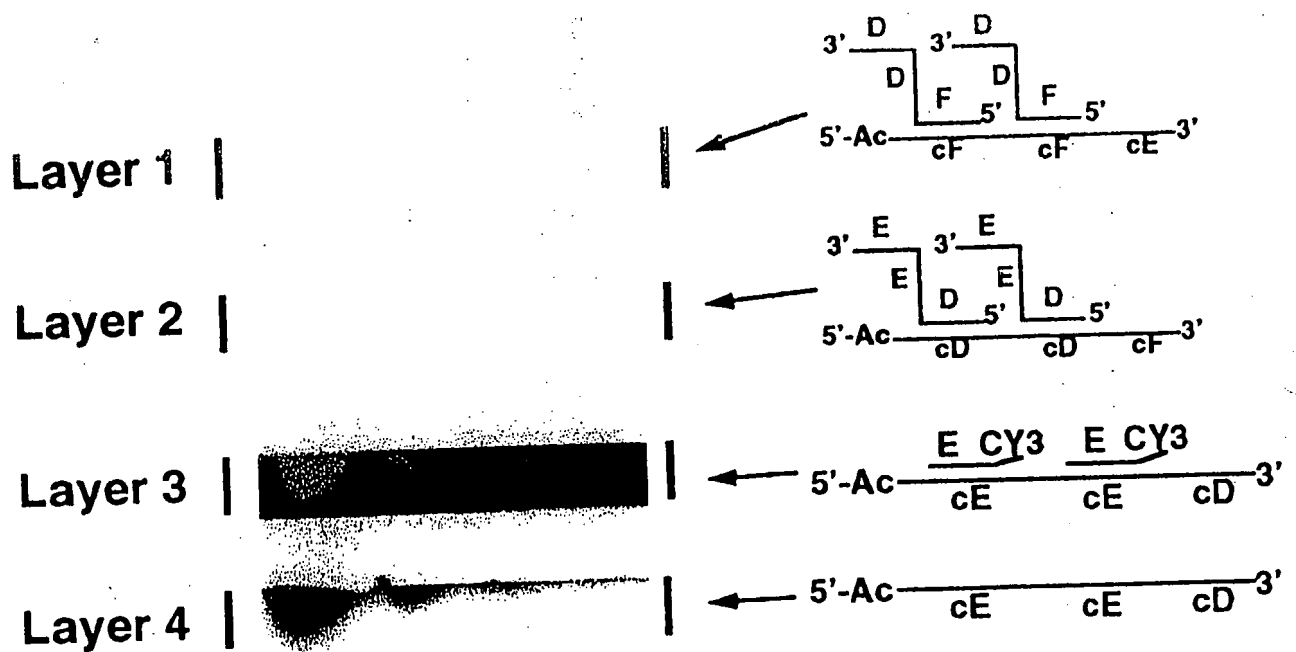 3' D 3' D
D D
F 5' F 5'
Layer 1 5'-Ac 3'
cF cF cE
3' E 3' E
E E
D 5' D 5'
Layer 2 5'-Ac 3'
cD cD cF
E CY3 E CY3
Layer 3 5'-Ac 3'
cE cE cD
Layer 4 5'-Ac 3'
cE cE cD